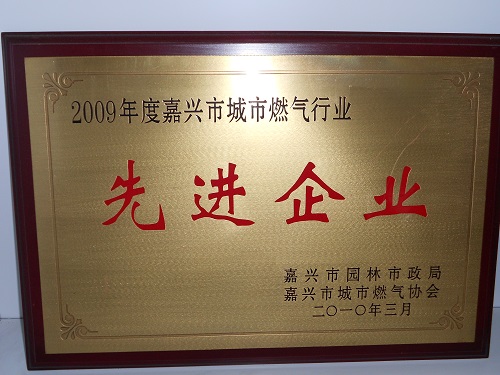 2009年度嘉兴市城市燃气行业
先进企业
嘉兴市园林市政局
嘉兴市城市燃气协会
二〇一〇年三月